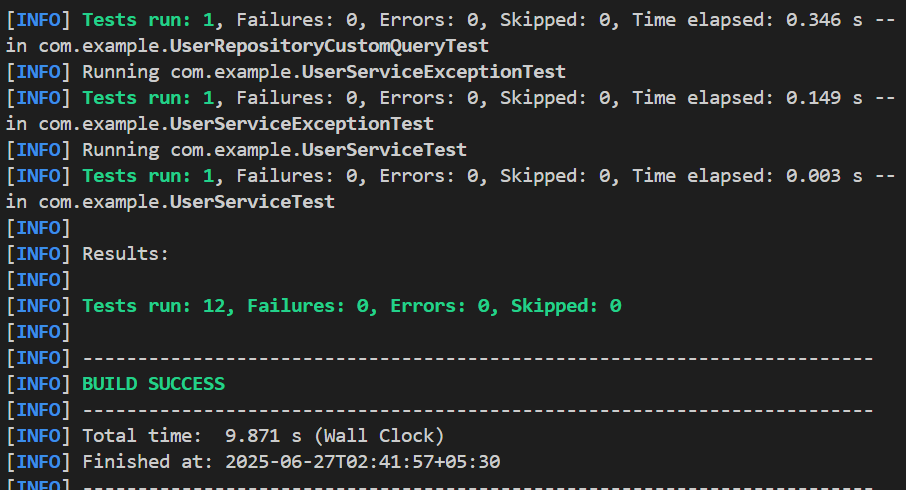 [INFO] Tests run: 1, Failures: 0, Errors: 0, Skipped: 0, Time elapsed: 0.346 s --
in com.example.UserRepositoryCustomQueryTest
[INFO] Running com.example.UserServiceExceptionTest
[INFO] Tests run: 1, Failures: 0, Errors: 0, Skipped: 0, Time elapsed: 0.149 s --
in com.example.UserServiceExceptionTest
[INFO] Running com.example.UserServiceTest
[INFO] Tests run: 1, Failures: 0, Errors: 0, Skipped: 0, Time elapsed: 0.003 s --
in com.example.UserServiceTest
[INFO]
[INFO] Results:
[INFO]
[INFO] Tests run: 12, Failures: 0, Errors: 0, Skipped: 0
[INFO]
[INFO] ------------------------------------------------------------------------
[INFO] BUILD SUCCESS
[INFO] ------------------------------------------------------------------------
[INFO] Total time:  9.871 s (Wall Clock)
[INFO] Finished at: 2025-06-27T02:41:57+05:30
[INFO] ------------------------------------------------------------------------